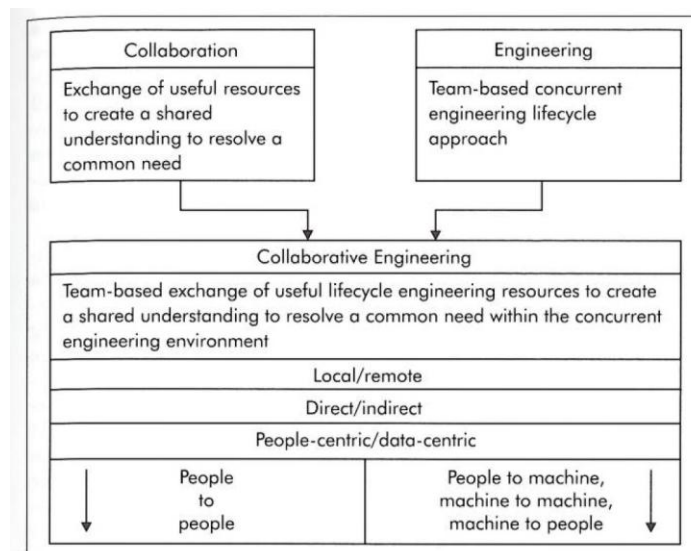 Collaboration
Exchange of useful resources
to create a shared
understanding to resolve a
common need
Engineering
Team-based concurrent
engineering lifecycle
approach
Collaborative Engineering
Team-based exchange of useful lifecycle engineering resources to create
a shared understanding to resolve a common need within the concurrent
engineering environment
Local/remote
Direct/indirect
People-centric/data-centric
People
to
people
People to machine,
machine to machine,
machine to people